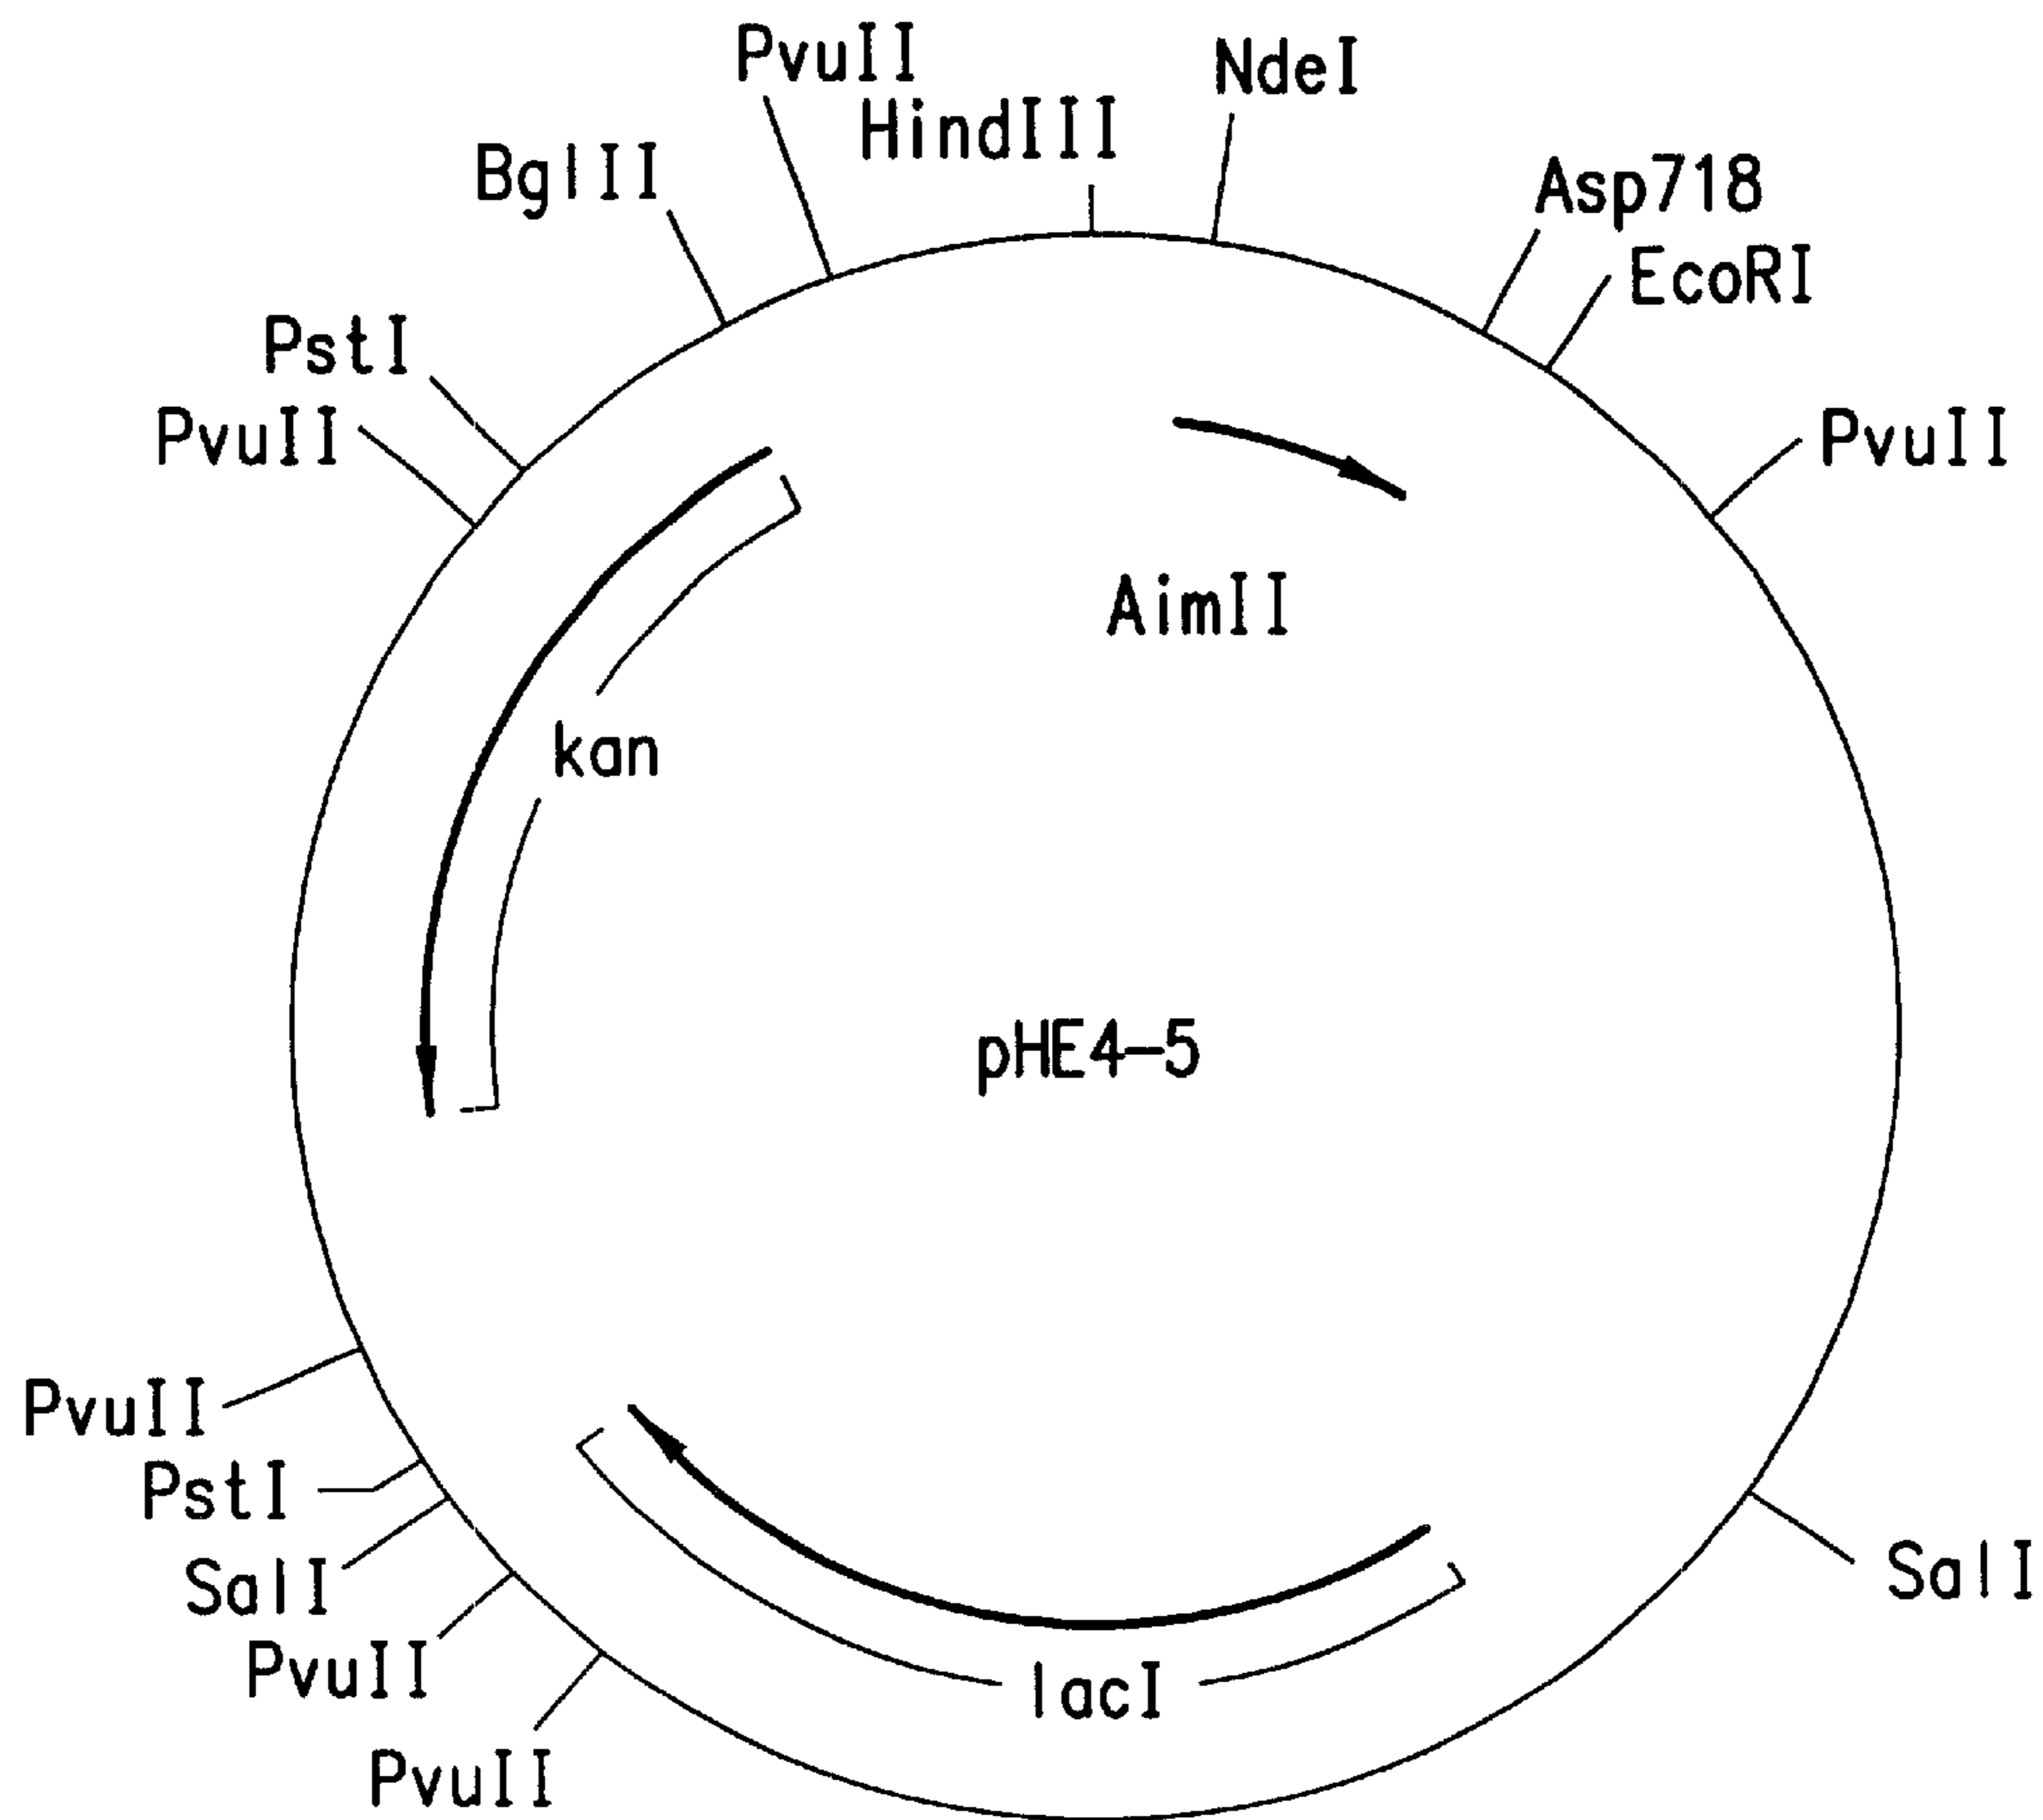 PvuII
NdeI
HindIII
BglII
Asp718
EcoRI
PstI
PvuII
PvuII
AimII
kan
pHE4-5
PvuII
PstI
SalI
SalI
PvuII
lacI
PvuII